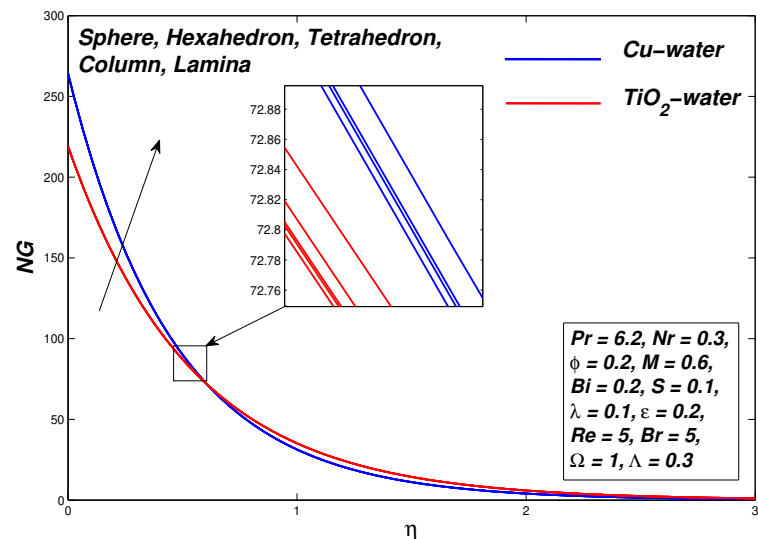 Sphere, Hexahedron, Tetrahedron,
Column, Lamina
Cu–water
TiO2–water
300
250
200
150
100
50
0
NG
72.88
72.86
72.84
72.82
72.8
72.78
72.76
Pr = 6.2, Nr = 0.3,
ϕ = 0.2, M = 0.6,
Bi = 0.2, S = 0.1,
λ = 0.1, ε = 0.2,
Re = 5, Br = 5,
Ω = 1, Λ = 0.3
0 1 2 3
η